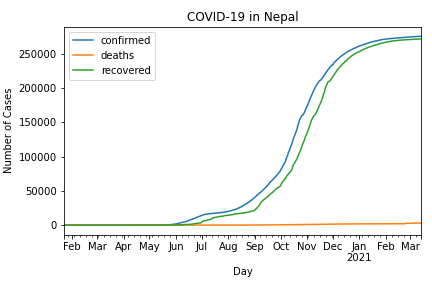 COVID-19 in Nepal
confirmed
deaths
recovered
Number of Cases
250000
200000
150000
100000
50000
0
Feb Mar Apr May Jun Jul Aug Sep Oct Nov Dec Jan Feb Mar
2021
Day